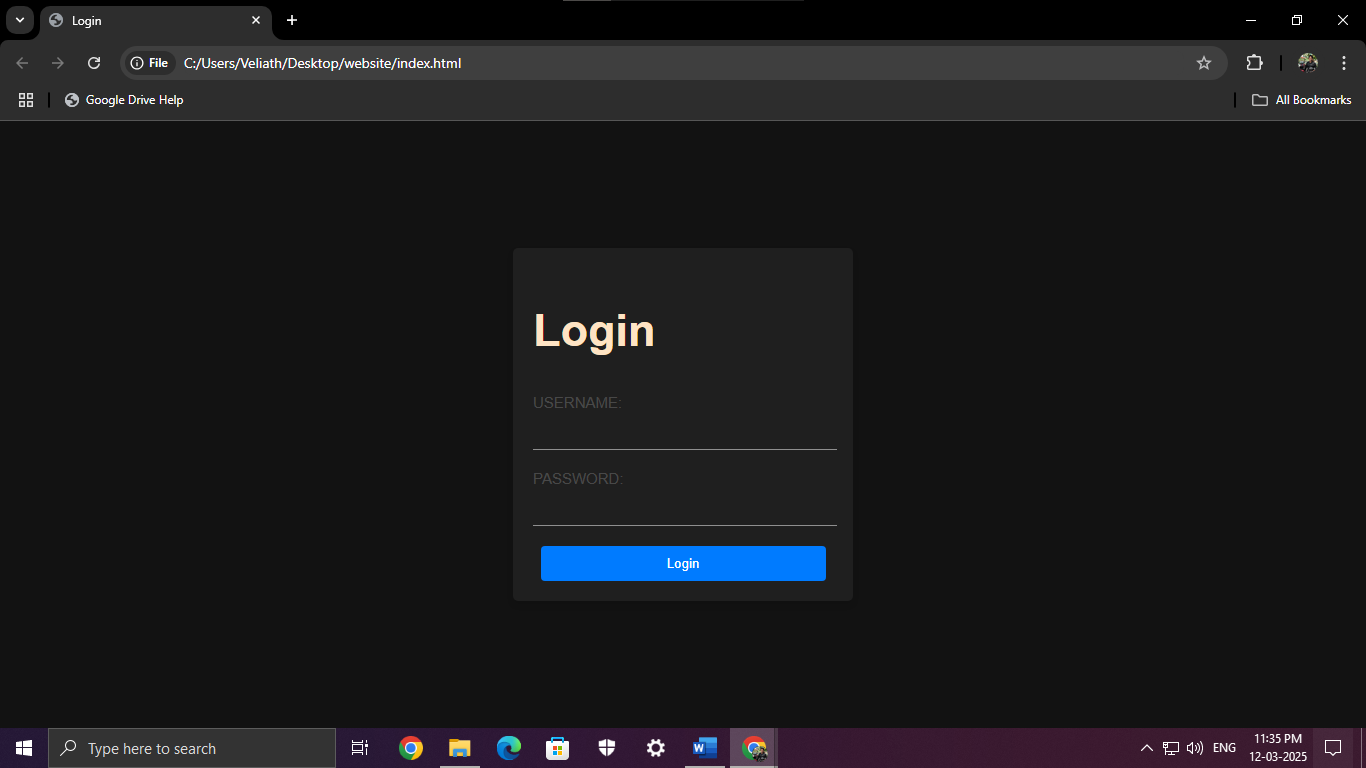 Login
File
C:/Users/Veliath/Desktop/website/index.html
Google Drive Help
All Bookmarks
Login
USERNAME:
PASSWORD:
Login
Type here to search
ENG
11:35 PM
12-03-2025